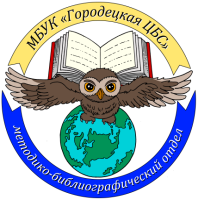 МБУК «Городецкая ЦБС»
методико-библиографический отдел